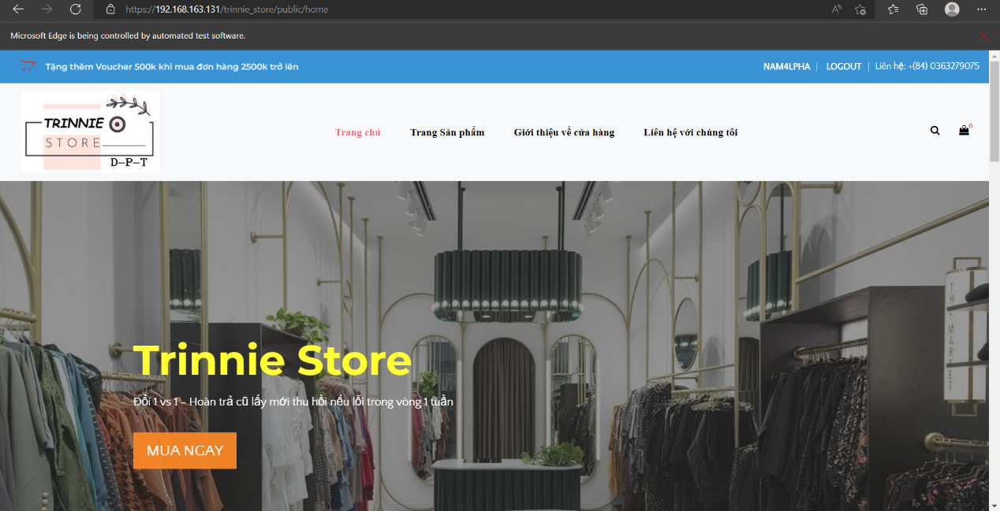 https://192.168.163.131/trinnie_store/public/home
Microsoft Edge is being controlled by automated test software.
Tặng thêm Voucher 500k khi mua đơn hàng 2500k trở lên
NAM4LPHA | LOGOUT | Liên hệ: +(84) 0363279075
TRINNIE
STORE
D-P-T
Trang chủ Trang Sản phẩm Giới thiệu về cửa hàng Liên hệ với chúng tôi
0
THE MARKET
Trinnie Store
Đổi 1 vs 1 - Hoàn trả cũ lấy mới thu hồi nếu lỗi trong vòng 1 tuần
MUA NGAY